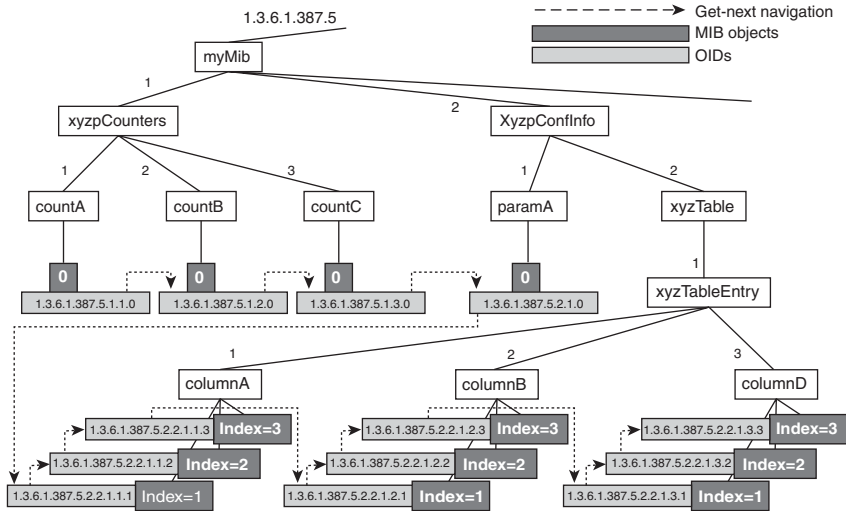 1.3.6.1.387.5
Get-next navigation
MIB objects
OIDs
myMib
1
2
xyzpCounters
XyzpConfInfo
1
2
3
1
2
countA
countB
countC
paramA
xyzTable
0
0
0
0
1
1.3.6.1.387.5.1.1.0
1.3.6.1.387.5.1.2.0
1.3.6.1.387.5.1.3.0
1.3.6.1.387.5.2.1.0
xyzTableEntry
1
2
3
columnA
columnB
columnD
1.3.6.1.387.5.2.2.1.1.3 Index=3
1.3.6.1.387.5.2.2.1.2.3 Index=3
1.3.6.1.387.5.2.2.1.3.3 Index=3
1.3.6.1.387.5.2.2.1.1.2 Index=2
1.3.6.1.387.5.2.2.1.2.2 Index=2
1.3.6.1.387.5.2.2.1.3.2 Index=2
1.3.6.1.387.5.2.2.1.1.1 Index=1
1.3.6.1.387.5.2.2.1.2.1 Index=1
1.3.6.1.387.5.2.2.1.3.1 Index=1